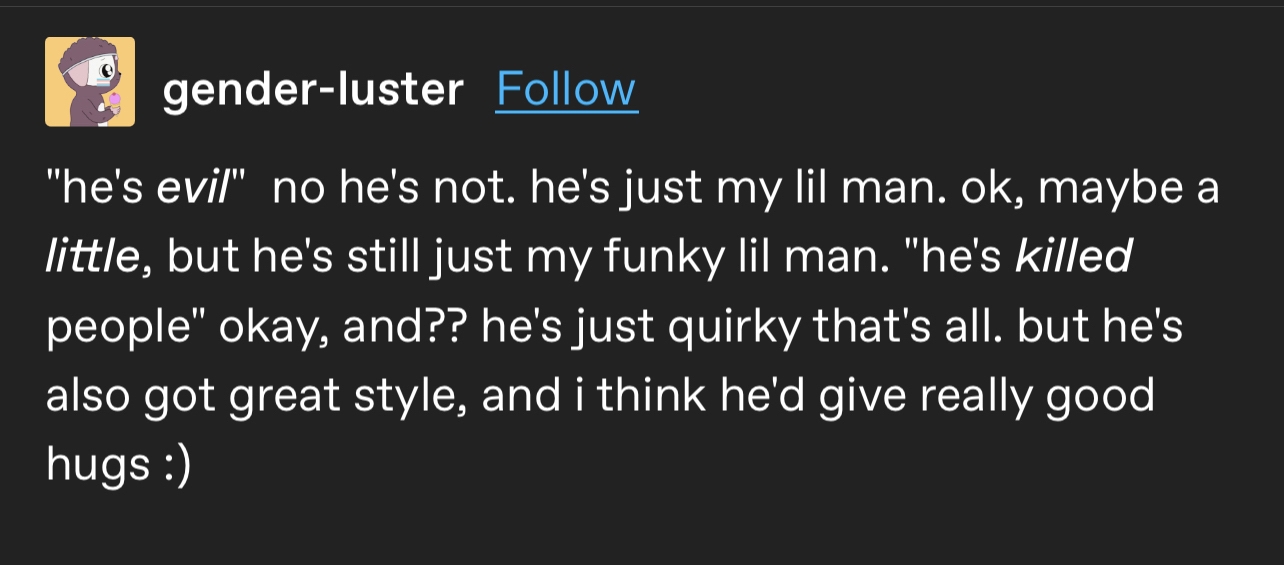 gender-luster Follow
"he's evil"  no he's not. he's just my lil man. ok, maybe a
little, but he's still just my funky lil man. "he's killed
people" okay, and?? he's just quirky that's all. but he's
also got great style, and i think he'd give really good
hugs :)